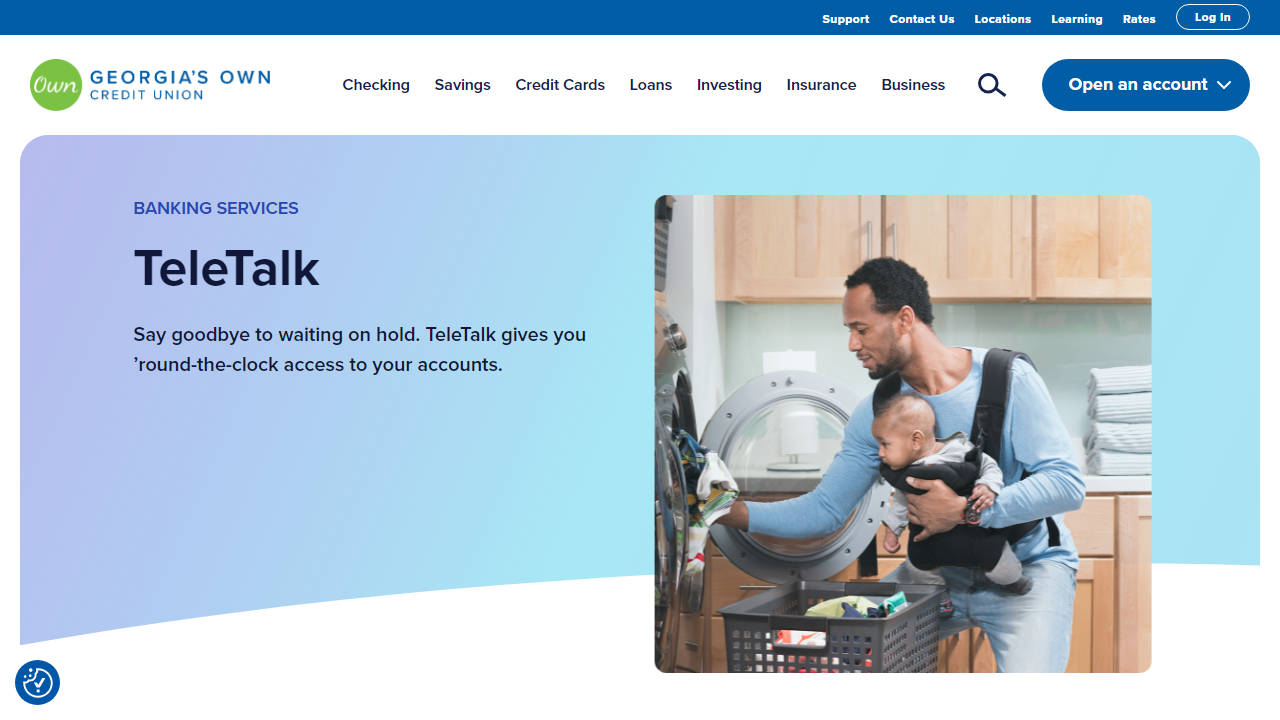 Support Contact Us Locations Learning Rates Log In
Own GEORGIA'S OWN
CREDIT UNION
Checking Savings Credit Cards Loans Investing Insurance Business Open an account
BANKING SERVICES
TeleTalk
Say goodbye to waiting on hold. TeleTalk gives you
’round-the-clock access to your accounts.